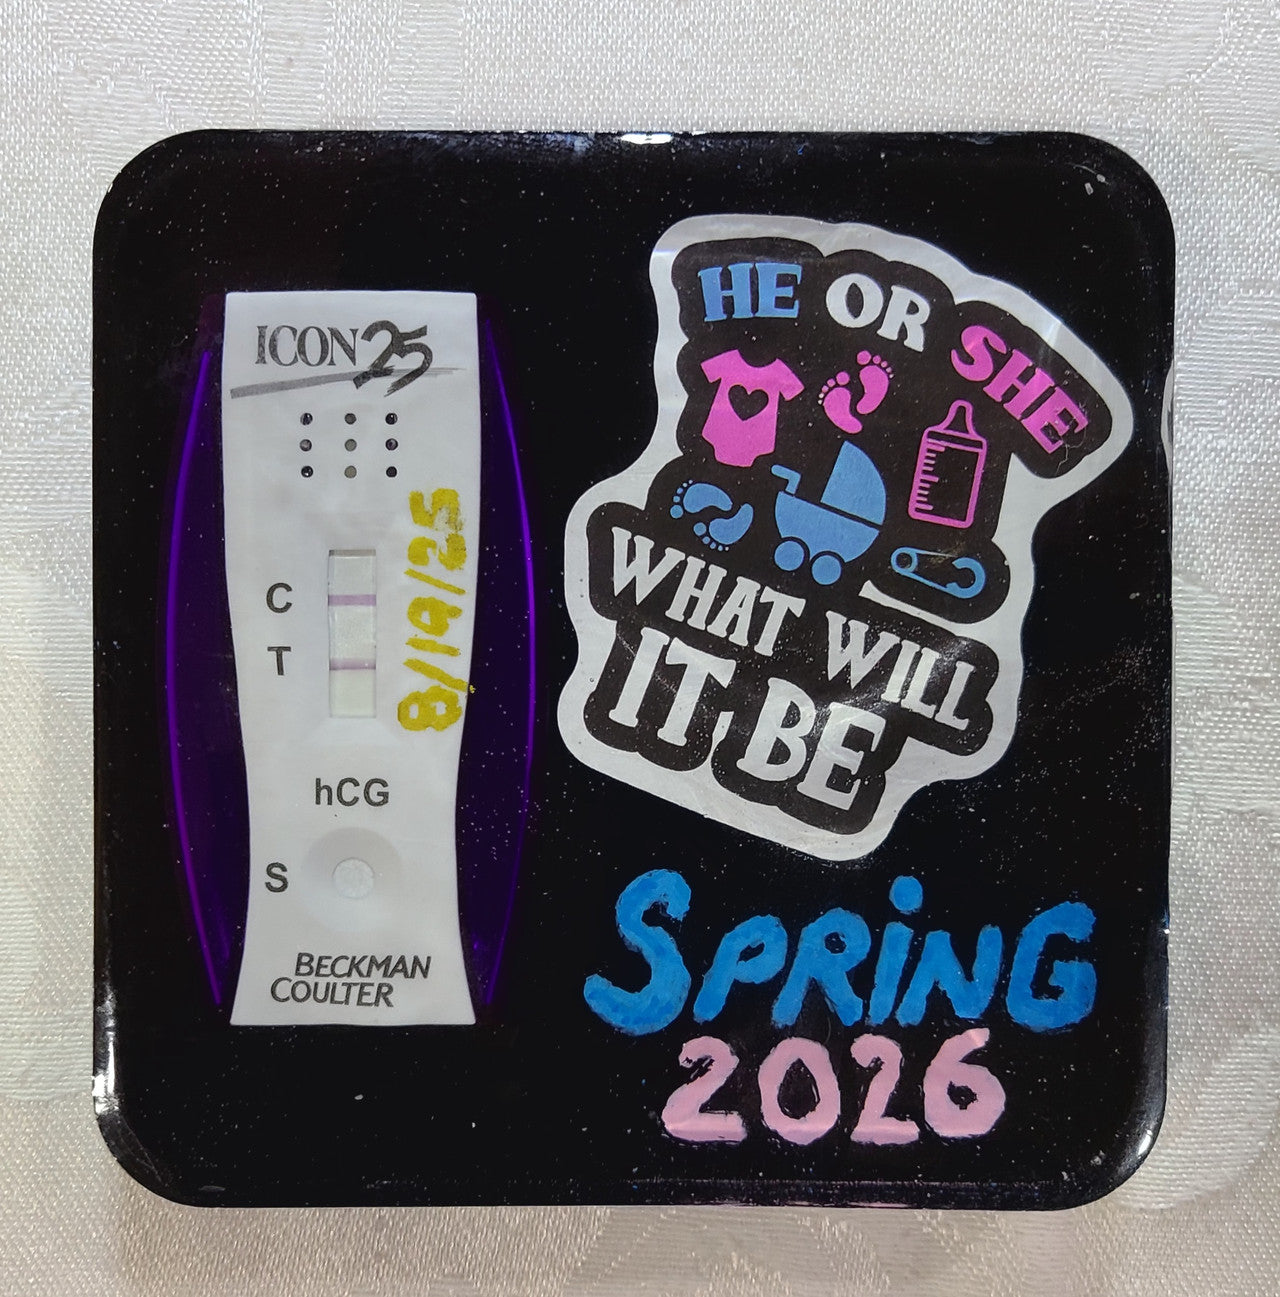 ICON25
C
T
8/19/25
hCG
S
BECKMAN
COULTER
HE OR SHE
WHAT WILL
IT BE
SPRiNG
2026